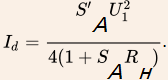 I_d = \frac{S'_A U_1^2}{4(1 + S_A R_H)}.